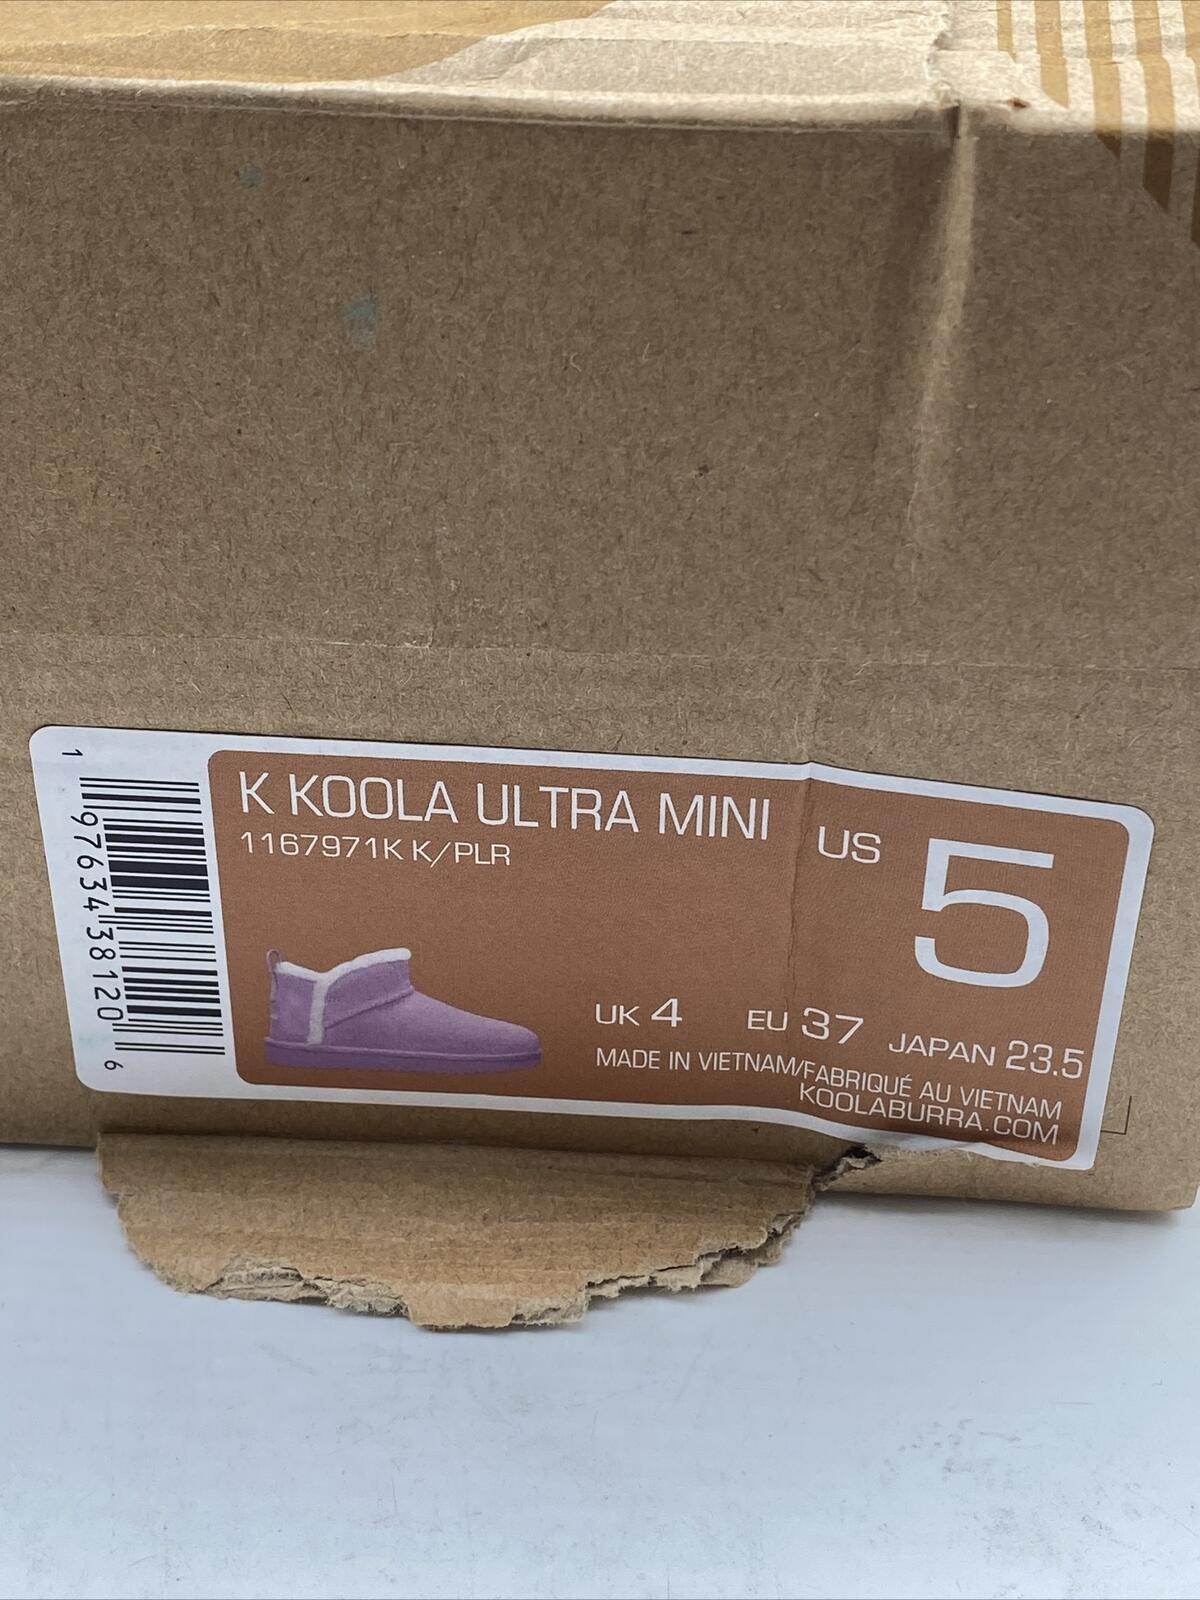 K KOOLA ULTRA MINI
1167971K K/PLR
US 5
UK 4 EU 37 JAPAN 23.5
MADE IN VIETNAM/FABRIQUÉ AU VIETNAM
KOOLABURRA.COM
1 97634 38120 6